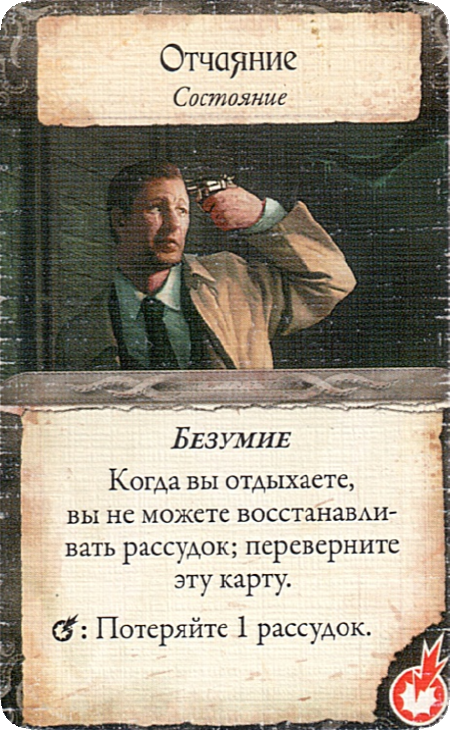 Отчаяние
Состояние
Безумие
Когда вы отдыхаете,
вы не можете восстанавли-
вать рассудок; переверните
эту карту.
: Потеряйте 1 рассудок.